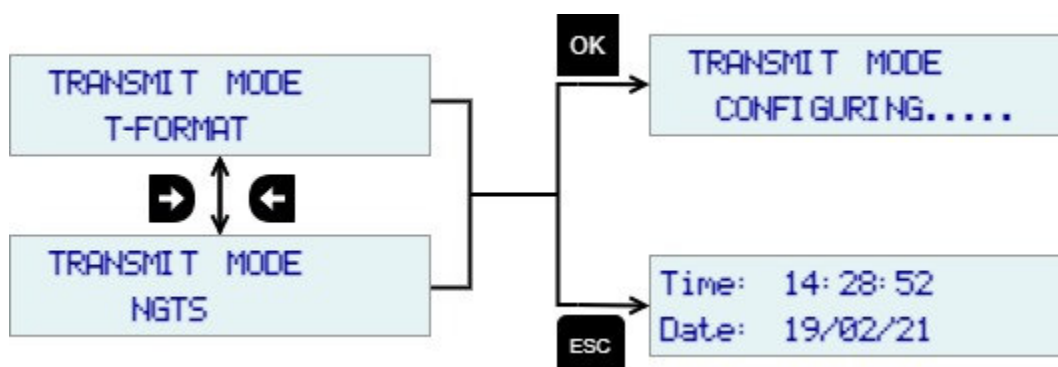 TRANSMIT MODE
T-FORMAT
TRANSMIT MODE
NGTS
OK
TRANSMIT MODE
CONFIGURING.....
ESC
Time: 14:28:52
Date: 19/02/21